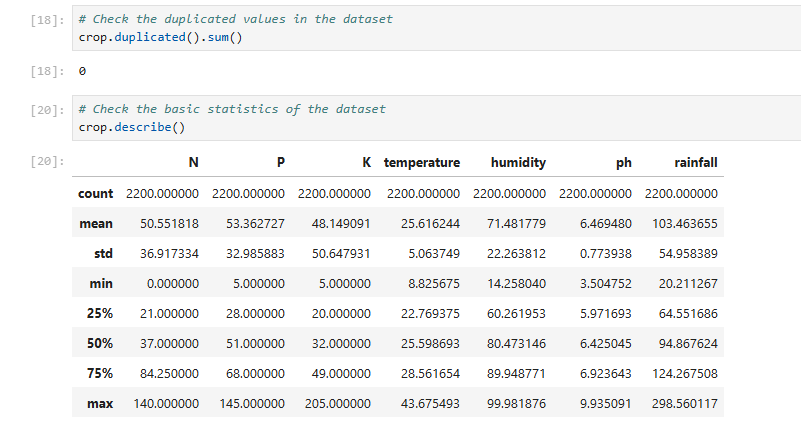 [18]: # Check the duplicated values in the dataset
crop.duplicated().sum()
[18]: 0
[20]: # Check the basic statistics of the dataset
crop.describe()
[20]: N P K temperature humidity ph rainfall
count 2200.000000 2200.000000 2200.000000 2200.000000 2200.000000 2200.000000 2200.000000
mean 50.551818 53.362727 48.149091 25.616244 71.481779 6.469480 103.463655
std 36.917334 32.985883 50.647931 5.063749 22.263812 0.773938 54.958389
min 0.000000 5.000000 5.000000 8.825675 14.258040 3.504752 20.211267
25% 21.000000 28.000000 20.000000 22.769375 60.261953 5.971693 64.551686
50% 37.000000 51.000000 32.000000 25.598693 80.473146 6.425045 94.867624
75% 84.250000 68.000000 49.000000 28.561654 89.948771 6.923643 124.267508
max 140.000000 145.000000 205.000000 43.675493 99.981876 9.935091 298.560117